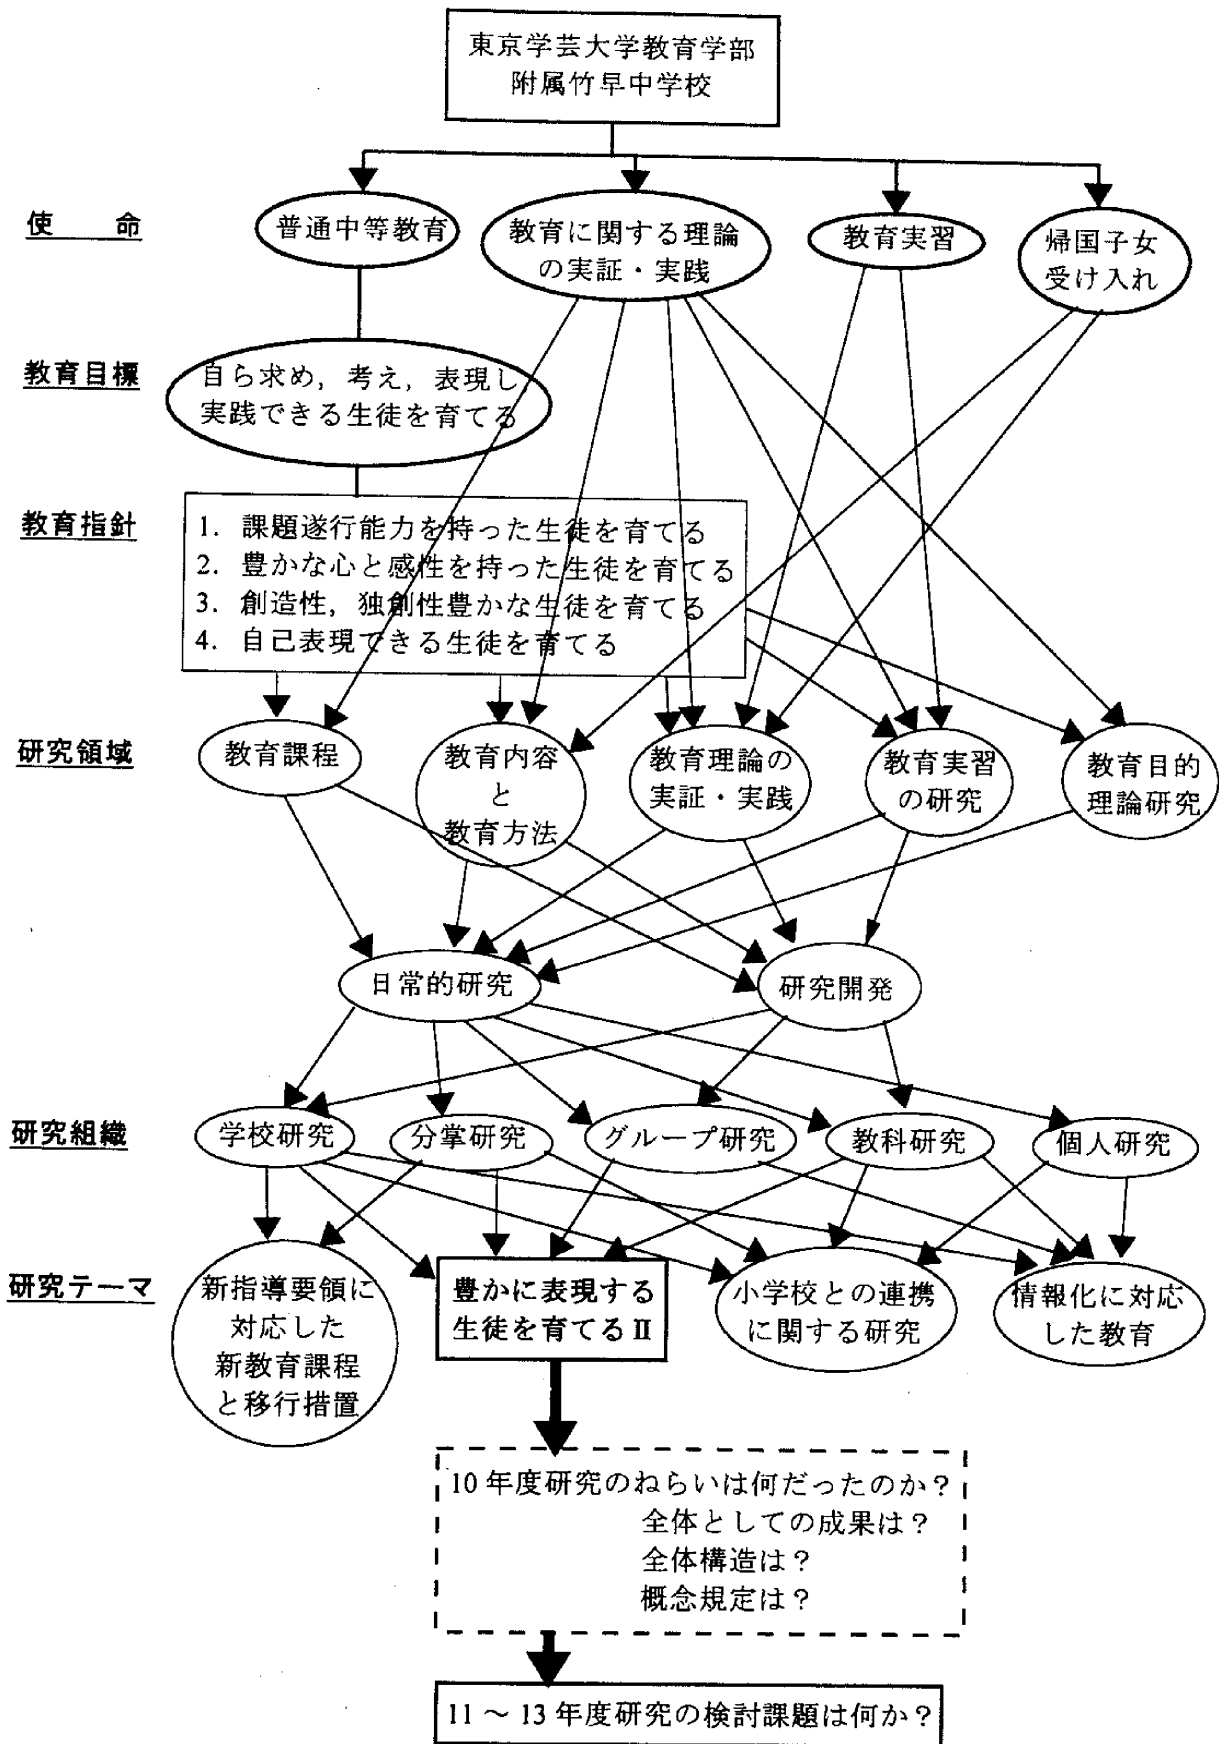 東京学芸大学教育学部
附属竹早中学校
使　命
普通中等教育
教育に関する理論
の実証・実践
教育実習
帰国子女
受け入れ
教育目標
自ら求め，考え，表現し
実践できる生徒を育てる
教育指針
1．課題遂行能力を持った生徒を育てる
2．豊かな心と感性を持った生徒を育てる
3．創造性，独創性豊かな生徒を育てる
4．自己表現できる生徒を育てる
研究領域
教育課程
教育内容
と
教育方法
教育理論の
実証・実践
教育実習
の研究
教育目的
理論研究
日常的研究
研究開発
研究組織
学校研究
分掌研究
グループ研究
教科研究
個人研究
研究テーマ
新指導要領に
対応した
新教育課程
と移行措置
豊かに表現する
生徒を育てるⅡ
小学校との連携
に関する研究
情報化に対応
した教育
10年度研究のねらいは何だったのか？
全体としての成果は？
全体構造は？
概念規定は？
11～13年度研究の検討課題は何か？